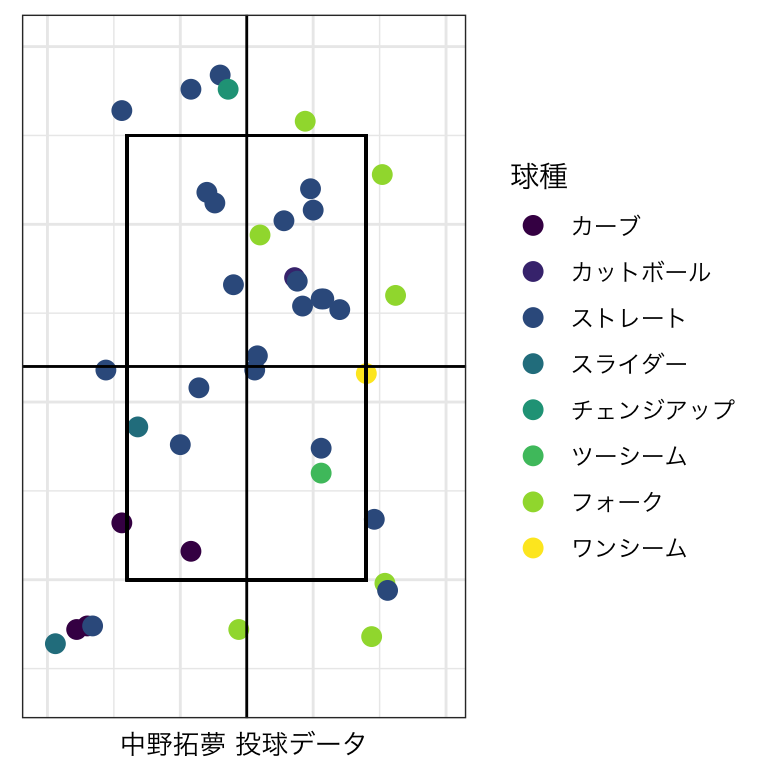 球種
カーブ
カットボール
ストレート
スライダー
チェンジアップ
ツーシーム
フォーク
ワンシーム
中野拓夢 投球データ